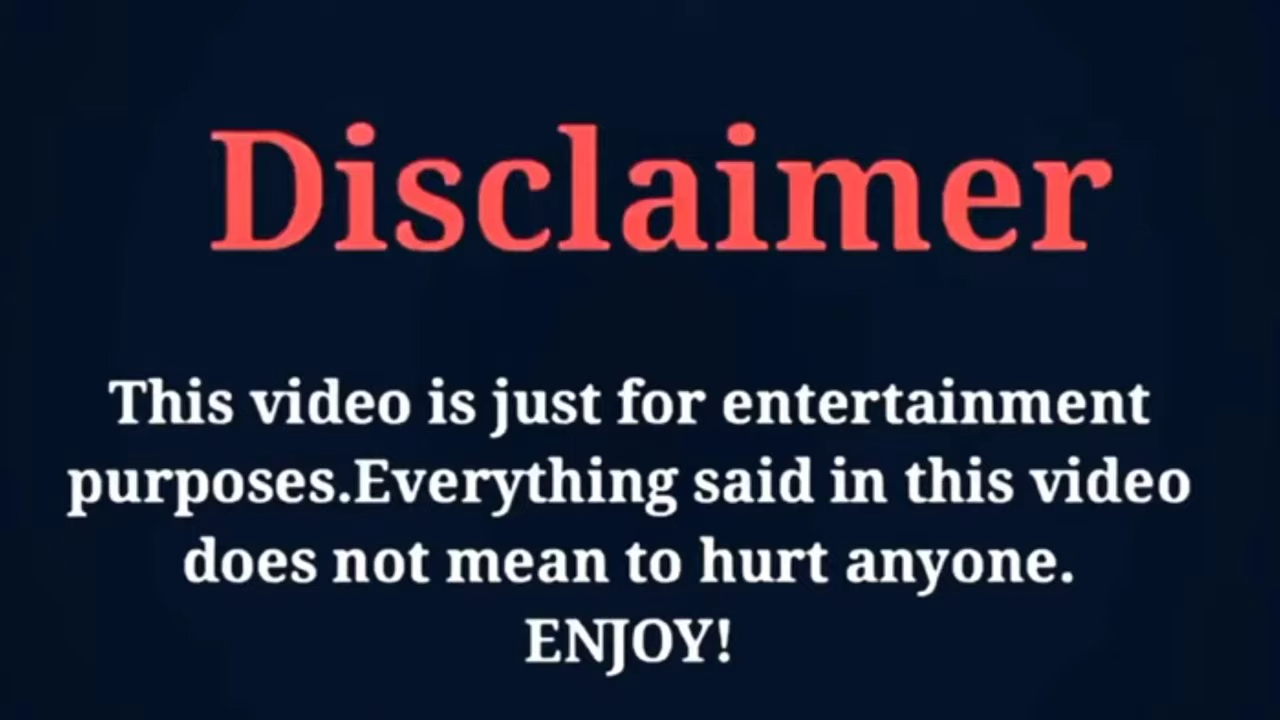 Disclaimer
This video is just for entertainment
purposes.Everything said in this video
does not mean to hurt anyone.
ENJOY!